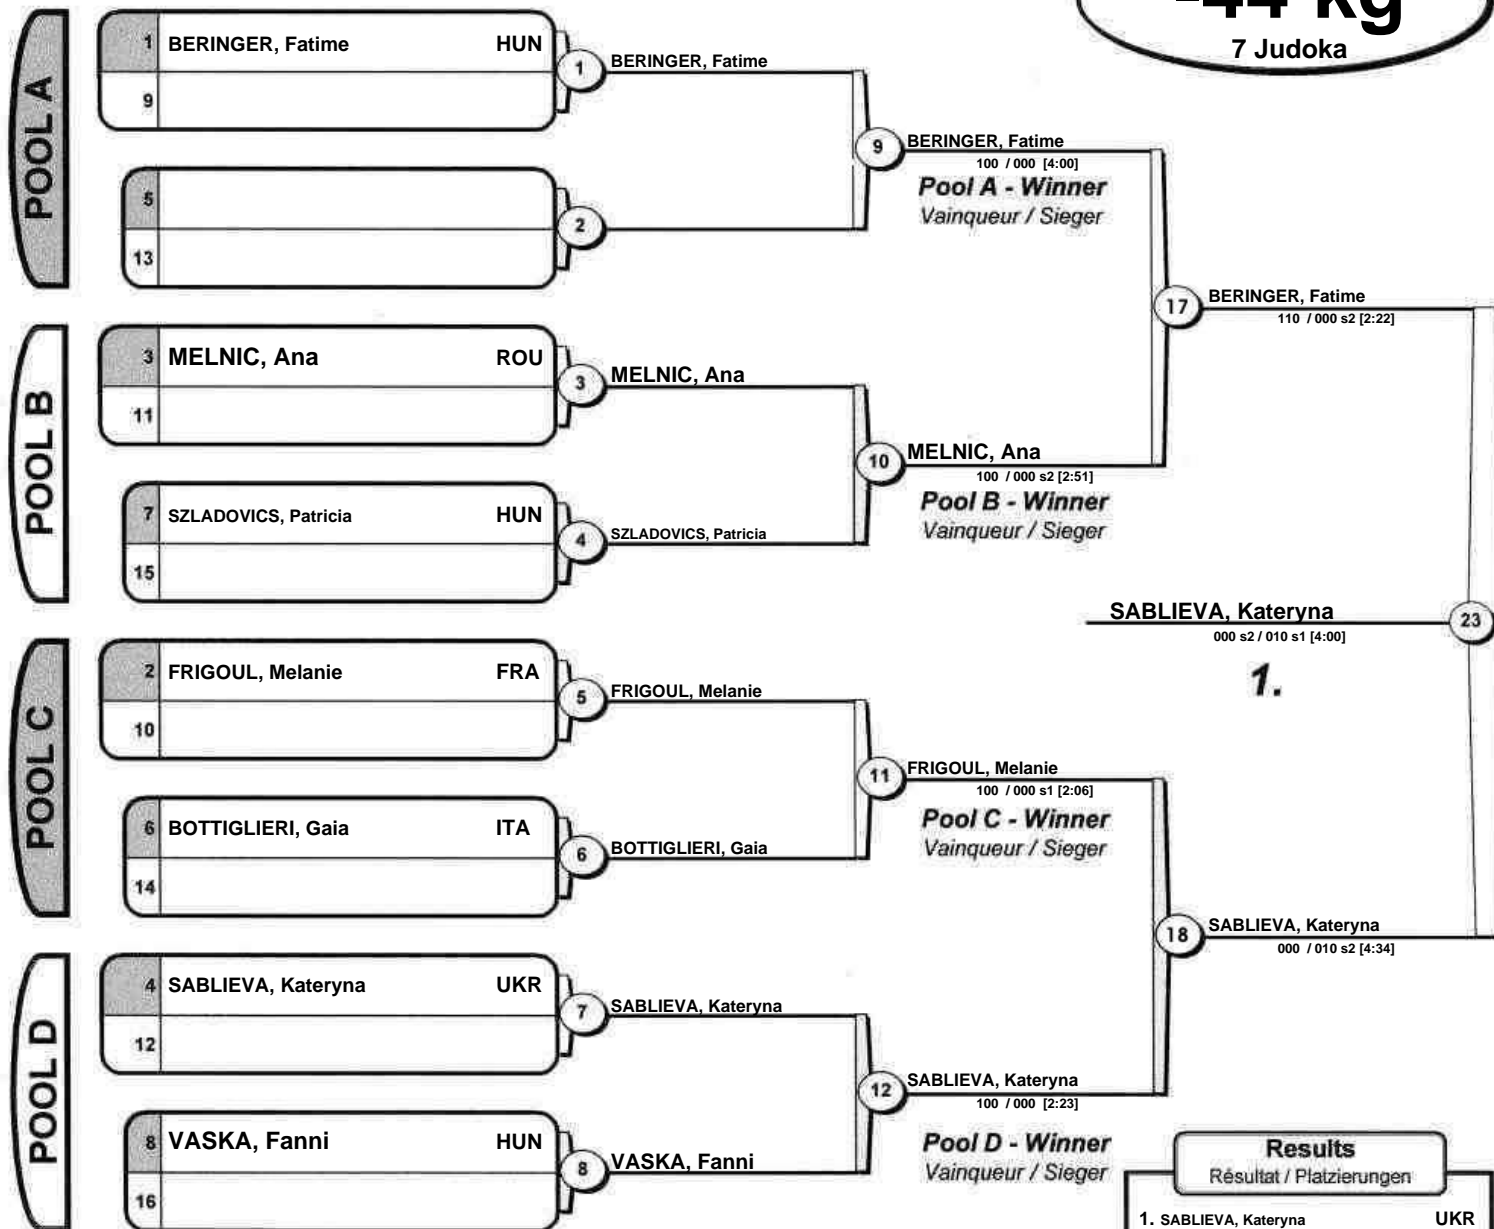 -44 kg
7 Judoka
POOL A
1 BERINGER, Fatime HUN
9
1 BERINGER, Fatime
5
13
2
9 BERINGER, Fatime
100 / 000 [4:00]
Pool A - Winner
Vainqueur / Sieger
POOL B
3 MELNIC, Ana ROU
11
3 MELNIC, Ana
7 SZLADOVICS, Patricia HUN
15
4 SZLADOVICS, Patricia
10 MELNIC, Ana
100 / 000 s2 [2:51]
Pool B - Winner
Vainqueur / Sieger
17 BERINGER, Fatime
110 / 000 s2 [2:22]
SABLIEVA, Kateryna 23
000 s2 / 010 s1 [4:00]
1.
POOL C
2 FRIGOUL, Melanie FRA
10
5 FRIGOUL, Melanie
6 BOTTIGLIERI, Gaia ITA
14
6 BOTTIGLIERI, Gaia
11 FRIGOUL, Melanie
100 / 000 s1 [2:06]
Pool C - Winner
Vainqueur / Sieger
18 SABLIEVA, Kateryna
000 / 010 s2 [4:34]
POOL D
4 SABLIEVA, Kateryna UKR
12
7 SABLIEVA, Kateryna
8 VASKA, Fanni HUN
16
8 VASKA, Fanni
12 SABLIEVA, Kateryna
100 / 000 [2:23]
Pool D - Winner
Vainqueur / Sieger
Results
Résultat / Platzierungen
1. SABLIEVA, Kateryna UKR